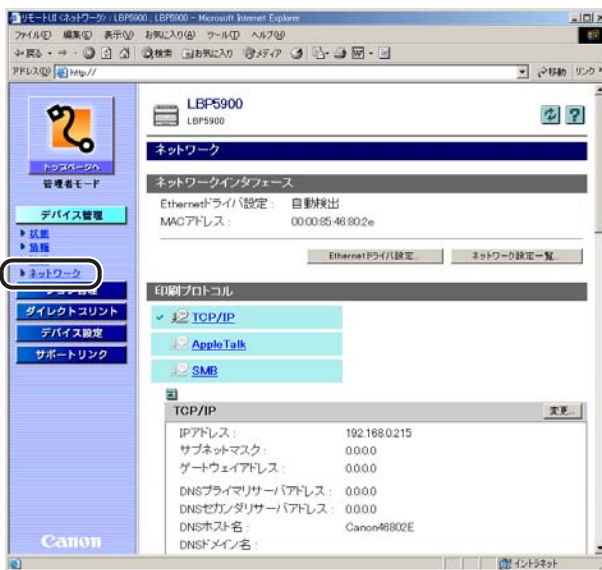 リモートUI <ネットワーク> : LBP5900 ; LBP5900 - Microsoft Internet Explorer
ファイル(F) 編集(E) 表示(V) お気に入り(A) ツール(T) ヘルプ(H)
戻る 検索 お気に入り メディア
アドレス(D) http:// 移動 リンク
LBP5900
LBP5900
トップページへ
管理者モード
デバイス管理
状態
情報
ネットワーク
ダイレクトプリント
デバイス設定
サポートリンク
Canon
ネットワーク
ネットワークインタフェース
Ethernetドライバ設定 : 自動検出
MACアドレス : 00:00:85:46:80:2e
Ethernetドライバ設定... ネットワーク設定一覧...
印刷プロトコル
TCP/IP
AppleTalk
SMB
TCP/IP 変更...
IPアドレス : 192.168.0.215
サブネットマスク : 0.0.0.0
ゲートウェイアドレス : 0.0.0.0
DNSプライマリサーバアドレス : 0.0.0.0
DNSセカンダリサーバアドレス : 0.0.0.0
DNSホスト名 : Canon46802E
DNSドメイン名 :
イントラネット